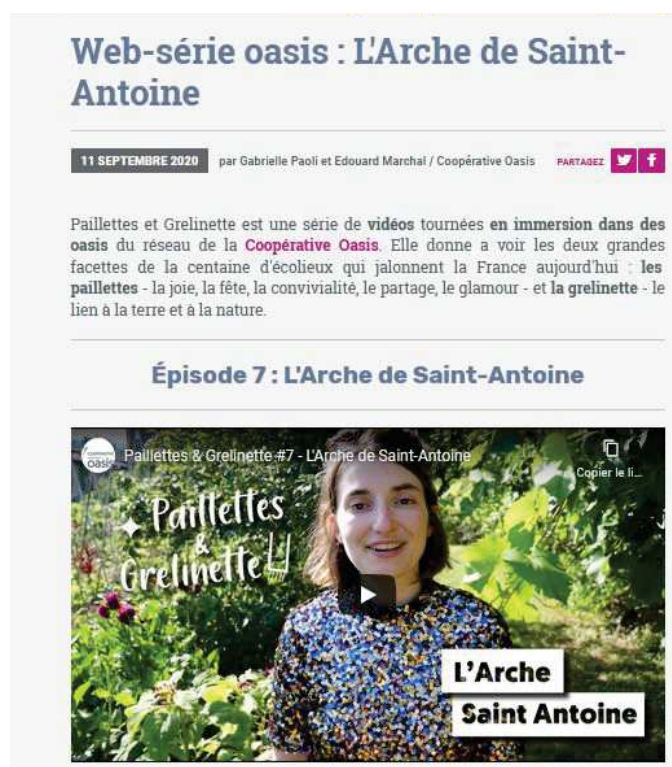 Web-série oasis : L'Arche de Saint-
Antoine
11 SEPTEMBRE 2020 par Gabrielle Paoli et Edouard Marchal / Coopérative Oasis PARTAGEZ
Paillettes et Grelinette est une série de vidéos tournées en immersion dans des
oasis du réseau de la Coopérative Oasis. Elle donne a voir les deux grandes
facettes de la centaine d'écolieux qui jalonnent la France aujourd'hui : les
paillettes - la joie, la fête, la convivialité, le partage, le glamour - et la grelinette - le
lien à la terre et à la nature.
Épisode 7 : L'Arche de Saint-Antoine
oasis
Paillettes & Grelinette #7 - L'Arche de Saint-Antoine
Copier le li...
Paillettes
&
Grelinette
L'Arche
Saint Antoine